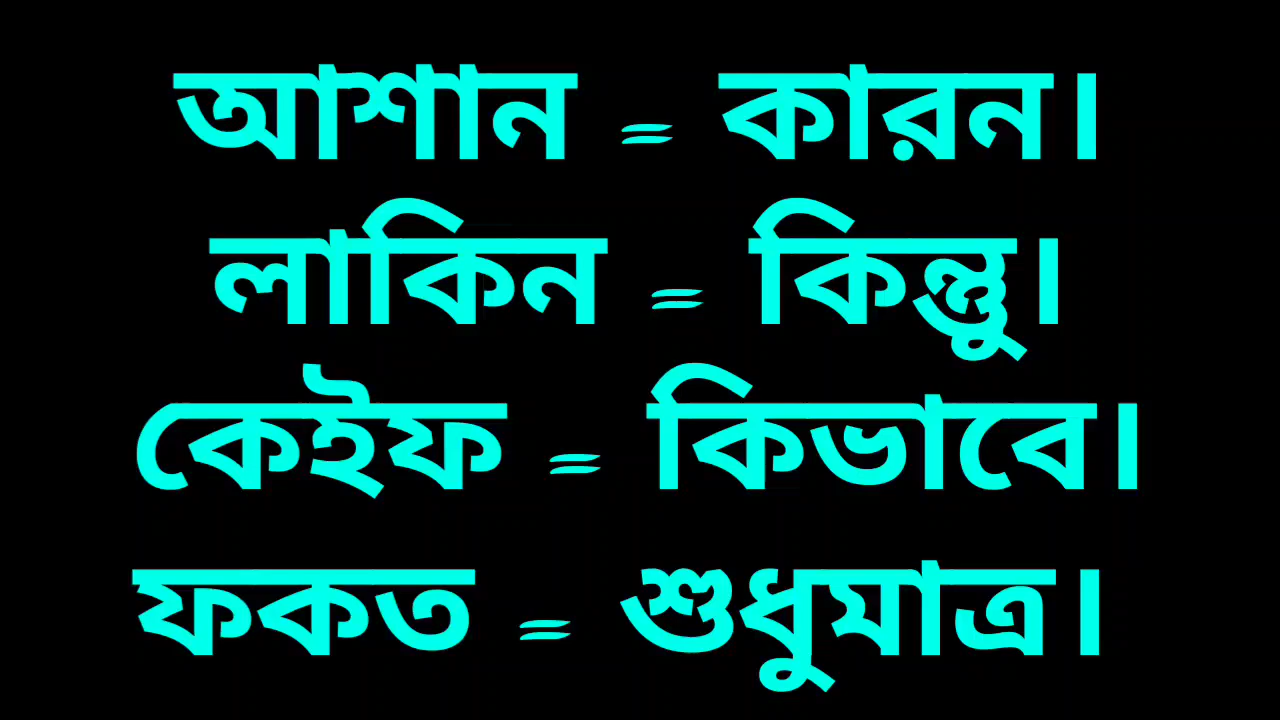 আশান = কারন।
লাকিন = কিন্তু।
কেইফ = কিভাবে।
ফকত = শুধুমাত্র।